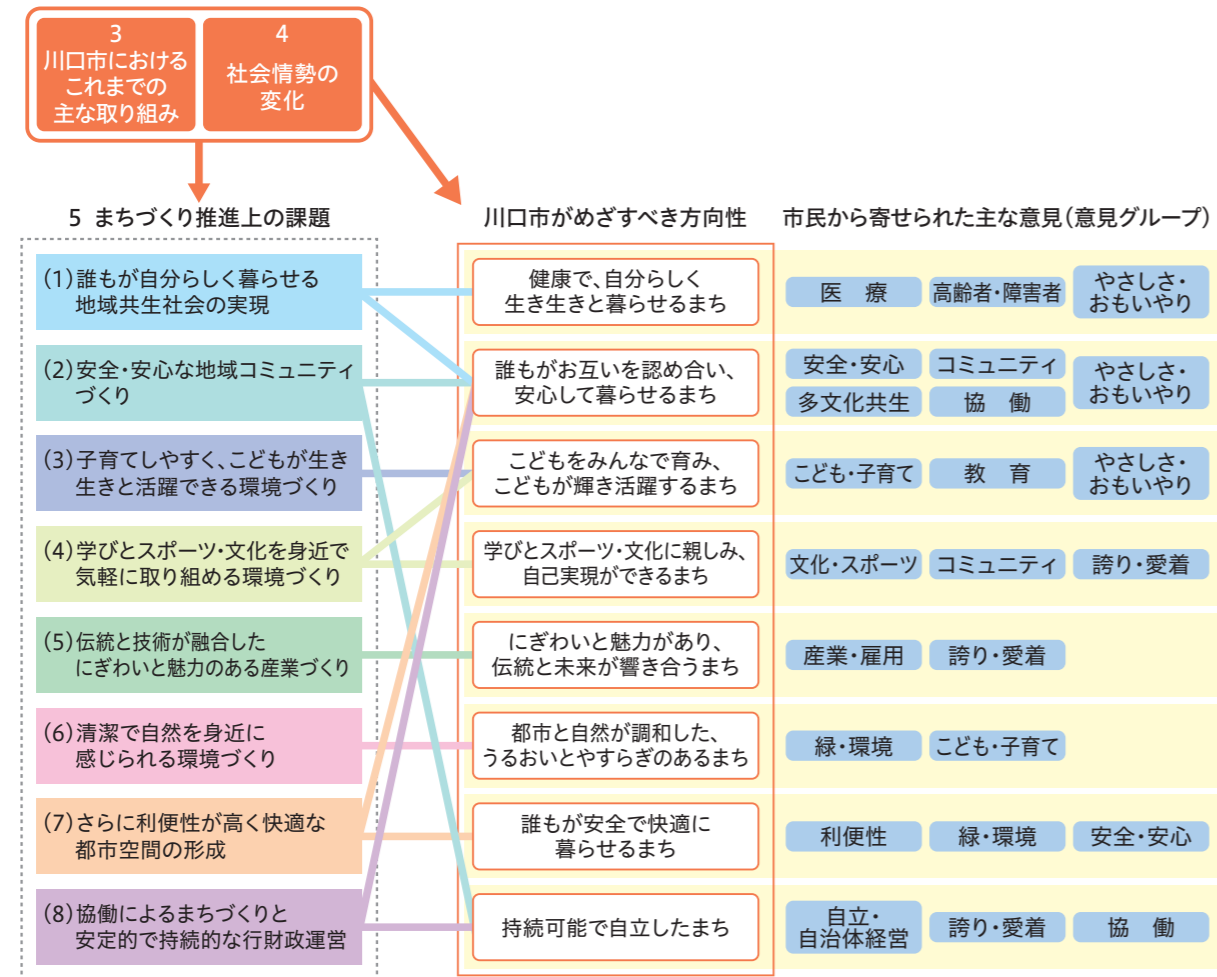 3
川口市における
これまでの
主な取り組み
4
社会情勢の
変化
5 まちづくり推進上の課題
川口市がめざすべき方向性
市民から寄せられた主な意見(意見グループ)
(1)誰もが自分らしく暮らせる
地域共生社会の実現
健康で、自分らしく
生き生きと暮らせるまち
医 療
高齢者・障害者
やさしさ・
おもいやり
(2)安全・安心な地域コミュニティ
づくり
誰もがお互いを認め合い、
安心して暮らせるまち
安全・安心
コミュニティ
やさしさ・
おもいやり
多文化共生
協 働
(3)子育てしやすく、こどもが生き
生きと活躍できる環境づくり
こどもをみんなで育み、
こどもが輝き活躍するまち
こども・子育て
教 育
やさしさ・
おもいやり
(4)学びとスポーツ・文化を身近で
気軽に取り組める環境づくり
学びとスポーツ・文化に親しみ、
自己実現ができるまち
文化・スポーツ
コミュニティ
誇り・愛着
(5)伝統と技術が融合した
にぎわいと魅力のある産業づくり
にぎわいと魅力があり、
伝統と未来が響き合うまち
産業・雇用
誇り・愛着
(6)清潔で自然を身近に
感じられる環境づくり
都市と自然が調和した、
うるおいとやすらぎのあるまち
緑・環境
こども・子育て
(7)さらに利便性が高く快適な
都市空間の形成
誰もが安全で快適に
暮らせるまち
利便性
緑・環境
安全・安心
(8)協働によるまちづくりと
安定的で持続的な行財政運営
持続可能で自立したまち
自立・
自治体経営
誇り・愛着
協 働